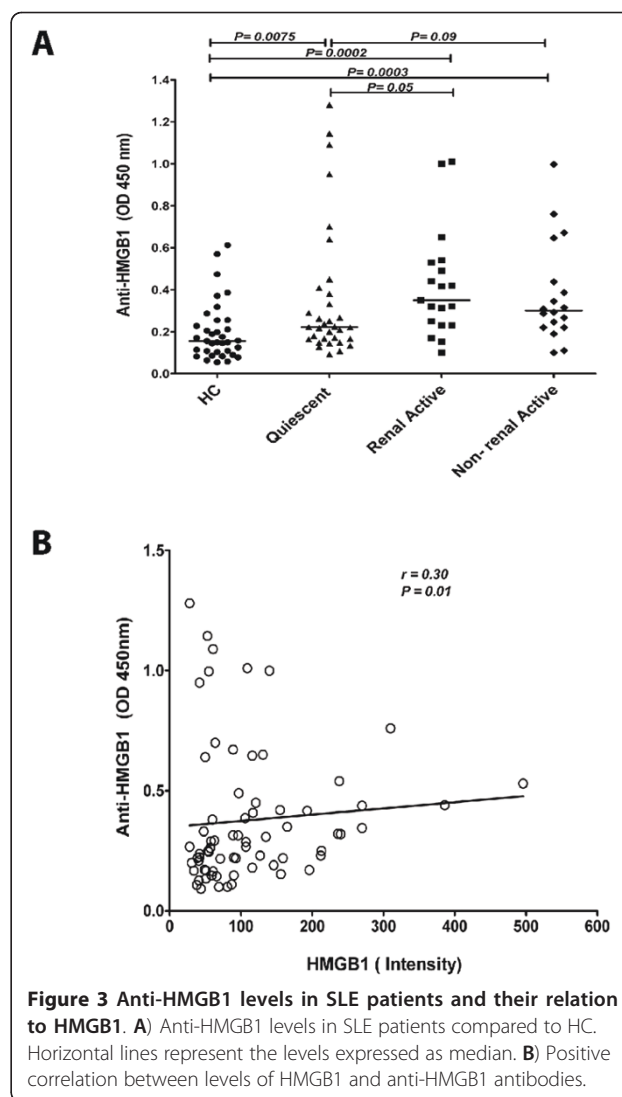 A
P= 0.0075
P= 0.09
P= 0.0002
P= 0.0003
P= 0.05
1.4
1.2
1.0
0.8
0.6
0.4
0.2
0.0
Anti-HMGB1 (OD 450 nm)
HC
Quiescent
Renal Active
Non- renal Active
B
r = 0.30
P = 0.01
1.5
1.0
0.5
0.0
Anti-HMGB1 (OD 450nm)
0
100
200
300
400
500
600
HMGB1 ( Intensity)
Figure 3 Anti-HMGB1 levels in SLE patients and their relation
to HMGB1. A) Anti-HMGB1 levels in SLE patients compared to HC.
Horizontal lines represent the levels expressed as median. B) Positive
correlation between levels of HMGB1 and anti-HMGB1 antibodies.